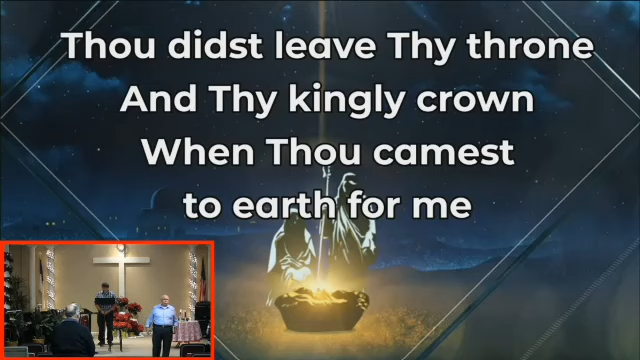 Thou didst leave Thy throne
And Thy kingly crown
When Thou camest
to earth for me